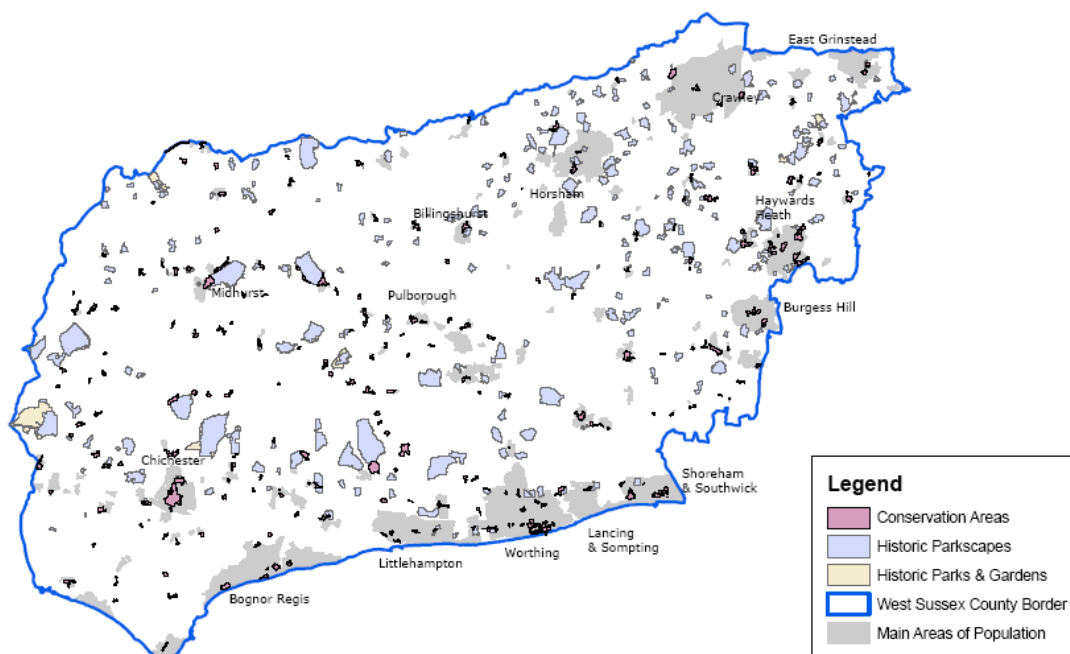 East Grinstead
Crawley
Horsham
Haywards
Heath
Billingshurst
Midhurst
Pulborough
Burgess Hill
Chichester
Shoreham
& Southwick
Lancing
& Sompting
Worthing
Littlehampton
Bognor Regis
Legend
Conservation Areas
Historic Parkscapes
Historic Parks & Gardens
West Sussex County Border
Main Areas of Population